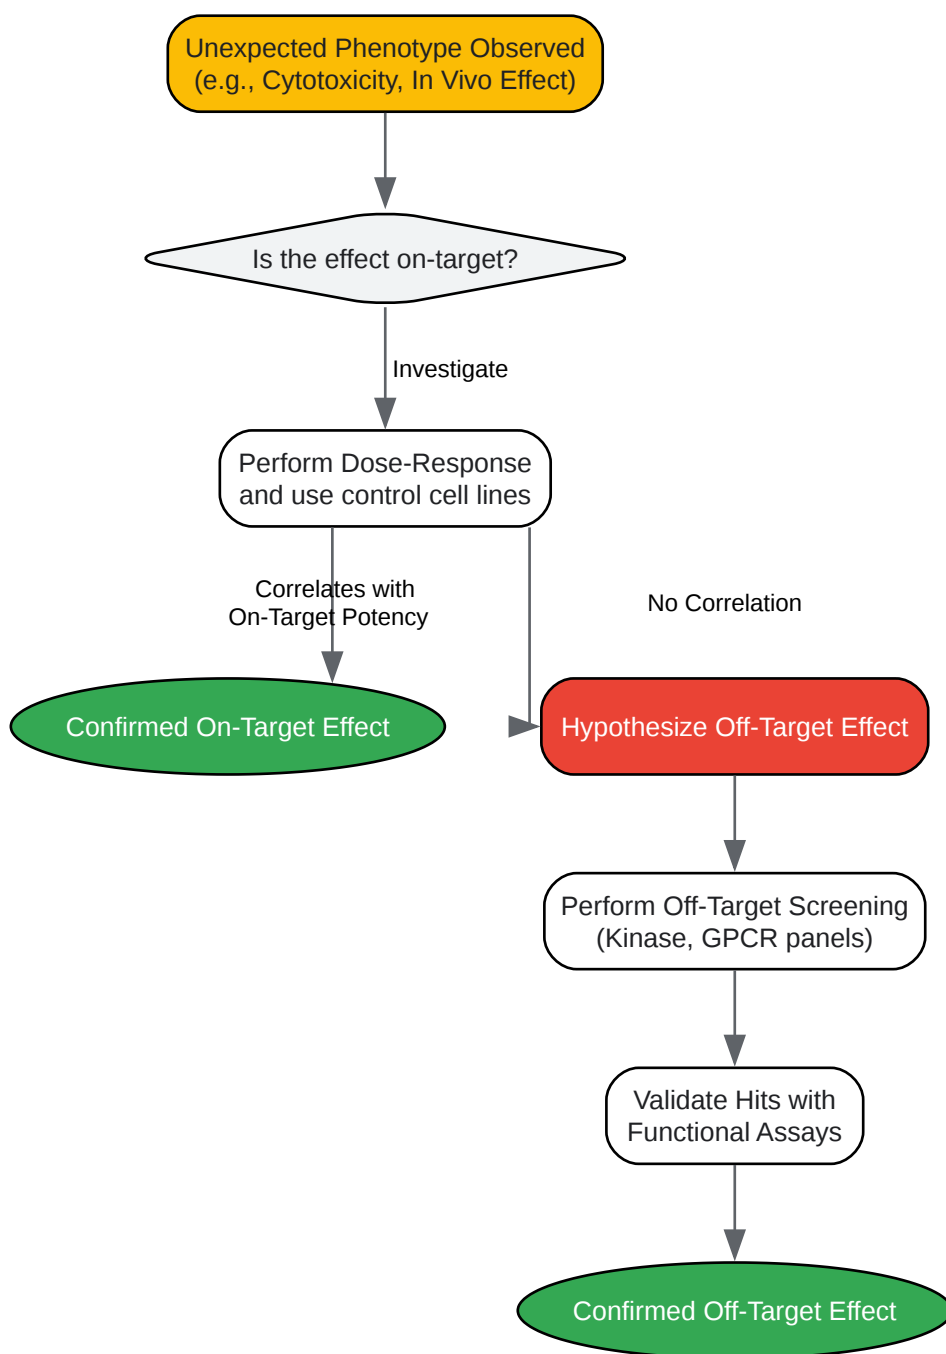 Unexpected Phenotype Observed
(e.g., Cytotoxicity, In Vivo Effect)
Is the effect on-target?
Investigate
Perform Dose-Response
and use control cell lines
Correlates with
On-Target Potency
No Correlation
Confirmed On-Target Effect
Hypothesize Off-Target Effect
Perform Off-Target Screening
(Kinase, GPCR panels)
Validate Hits with
Functional Assays
Confirmed Off-Target Effect